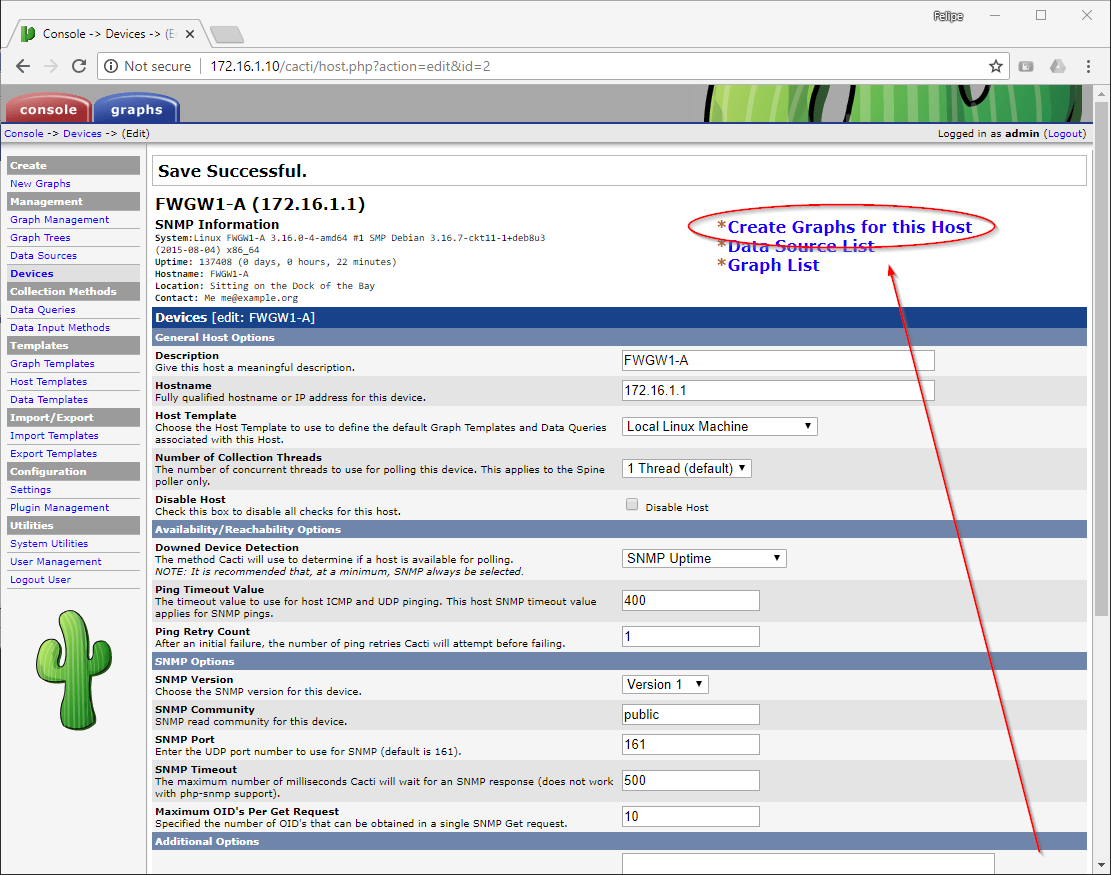 Felipe
Console -> Devices -> (E
Not secure | 172.16.1.10/cacti/host.php?action=edit&id=2
console graphs
Console -> Devices -> (Edit)
Logged in as admin (Logout)
Create
New Graphs
Management
Graph Management
Graph Trees
Data Sources
Devices
Collection Methods
Data Queries
Data Input Methods
Templates
Graph Templates
Host Templates
Data Templates
Import/Export
Import Templates
Export Templates
Configuration
Settings
Plugin Management
Utilities
System Utilities
User Management
Logout User
Save Successful.
FWGW1-A (172.16.1.1)
SNMP Information
System:Linux FWGW1-A 3.16.0-4-amd64 #1 SMP Debian 3.16.7-ckt11-1+deb8u3
(2015-08-04) x86_64
Uptime: 137408 (0 days, 0 hours, 22 minutes)
Hostname: FWGW1-A
Location: Sitting on the Dock of the Bay
Contact: Me me@example.org
*Create Graphs for this Host
*Data Source List
*Graph List
Devices [edit: FWGW1-A]
General Host Options
Description
Give this host a meaningful description.
FWGW1-A
Hostname
Fully qualified hostname or IP address for this device.
172.16.1.1
Host Template
Choose the Host Template to use to define the default Graph Templates and Data Queries
associated with this Host.
Local Linux Machine
Number of Collection Threads
The number of concurrent threads to use for polling this device. This applies to the Spine
poller only.
1 Thread (default)
Disable Host
Check this box to disable all checks for this host.
Disable Host
Availability/Reachability Options
Downed Device Detection
The method Cacti will use to determine if a host is available for polling.
NOTE: It is recommended that, at a minimum, SNMP always be selected.
SNMP Uptime
Ping Timeout Value
The timeout value to use for host ICMP and UDP pinging. This host SNMP timeout value
applies for SNMP pings.
400
Ping Retry Count
After an initial failure, the number of ping retries Cacti will attempt before failing.
1
SNMP Options
SNMP Version
Choose the SNMP version for this device.
Version 1
SNMP Community
SNMP read community for this device.
public
SNMP Port
Enter the UDP port number to use for SNMP (default is 161).
161
SNMP Timeout
The maximum number of milliseconds Cacti will wait for an SNMP response (does not work
with php-snmp support).
500
Maximum OID's Per Get Request
Specified the number of OID's that can be obtained in a single SNMP Get request.
10
Additional Options